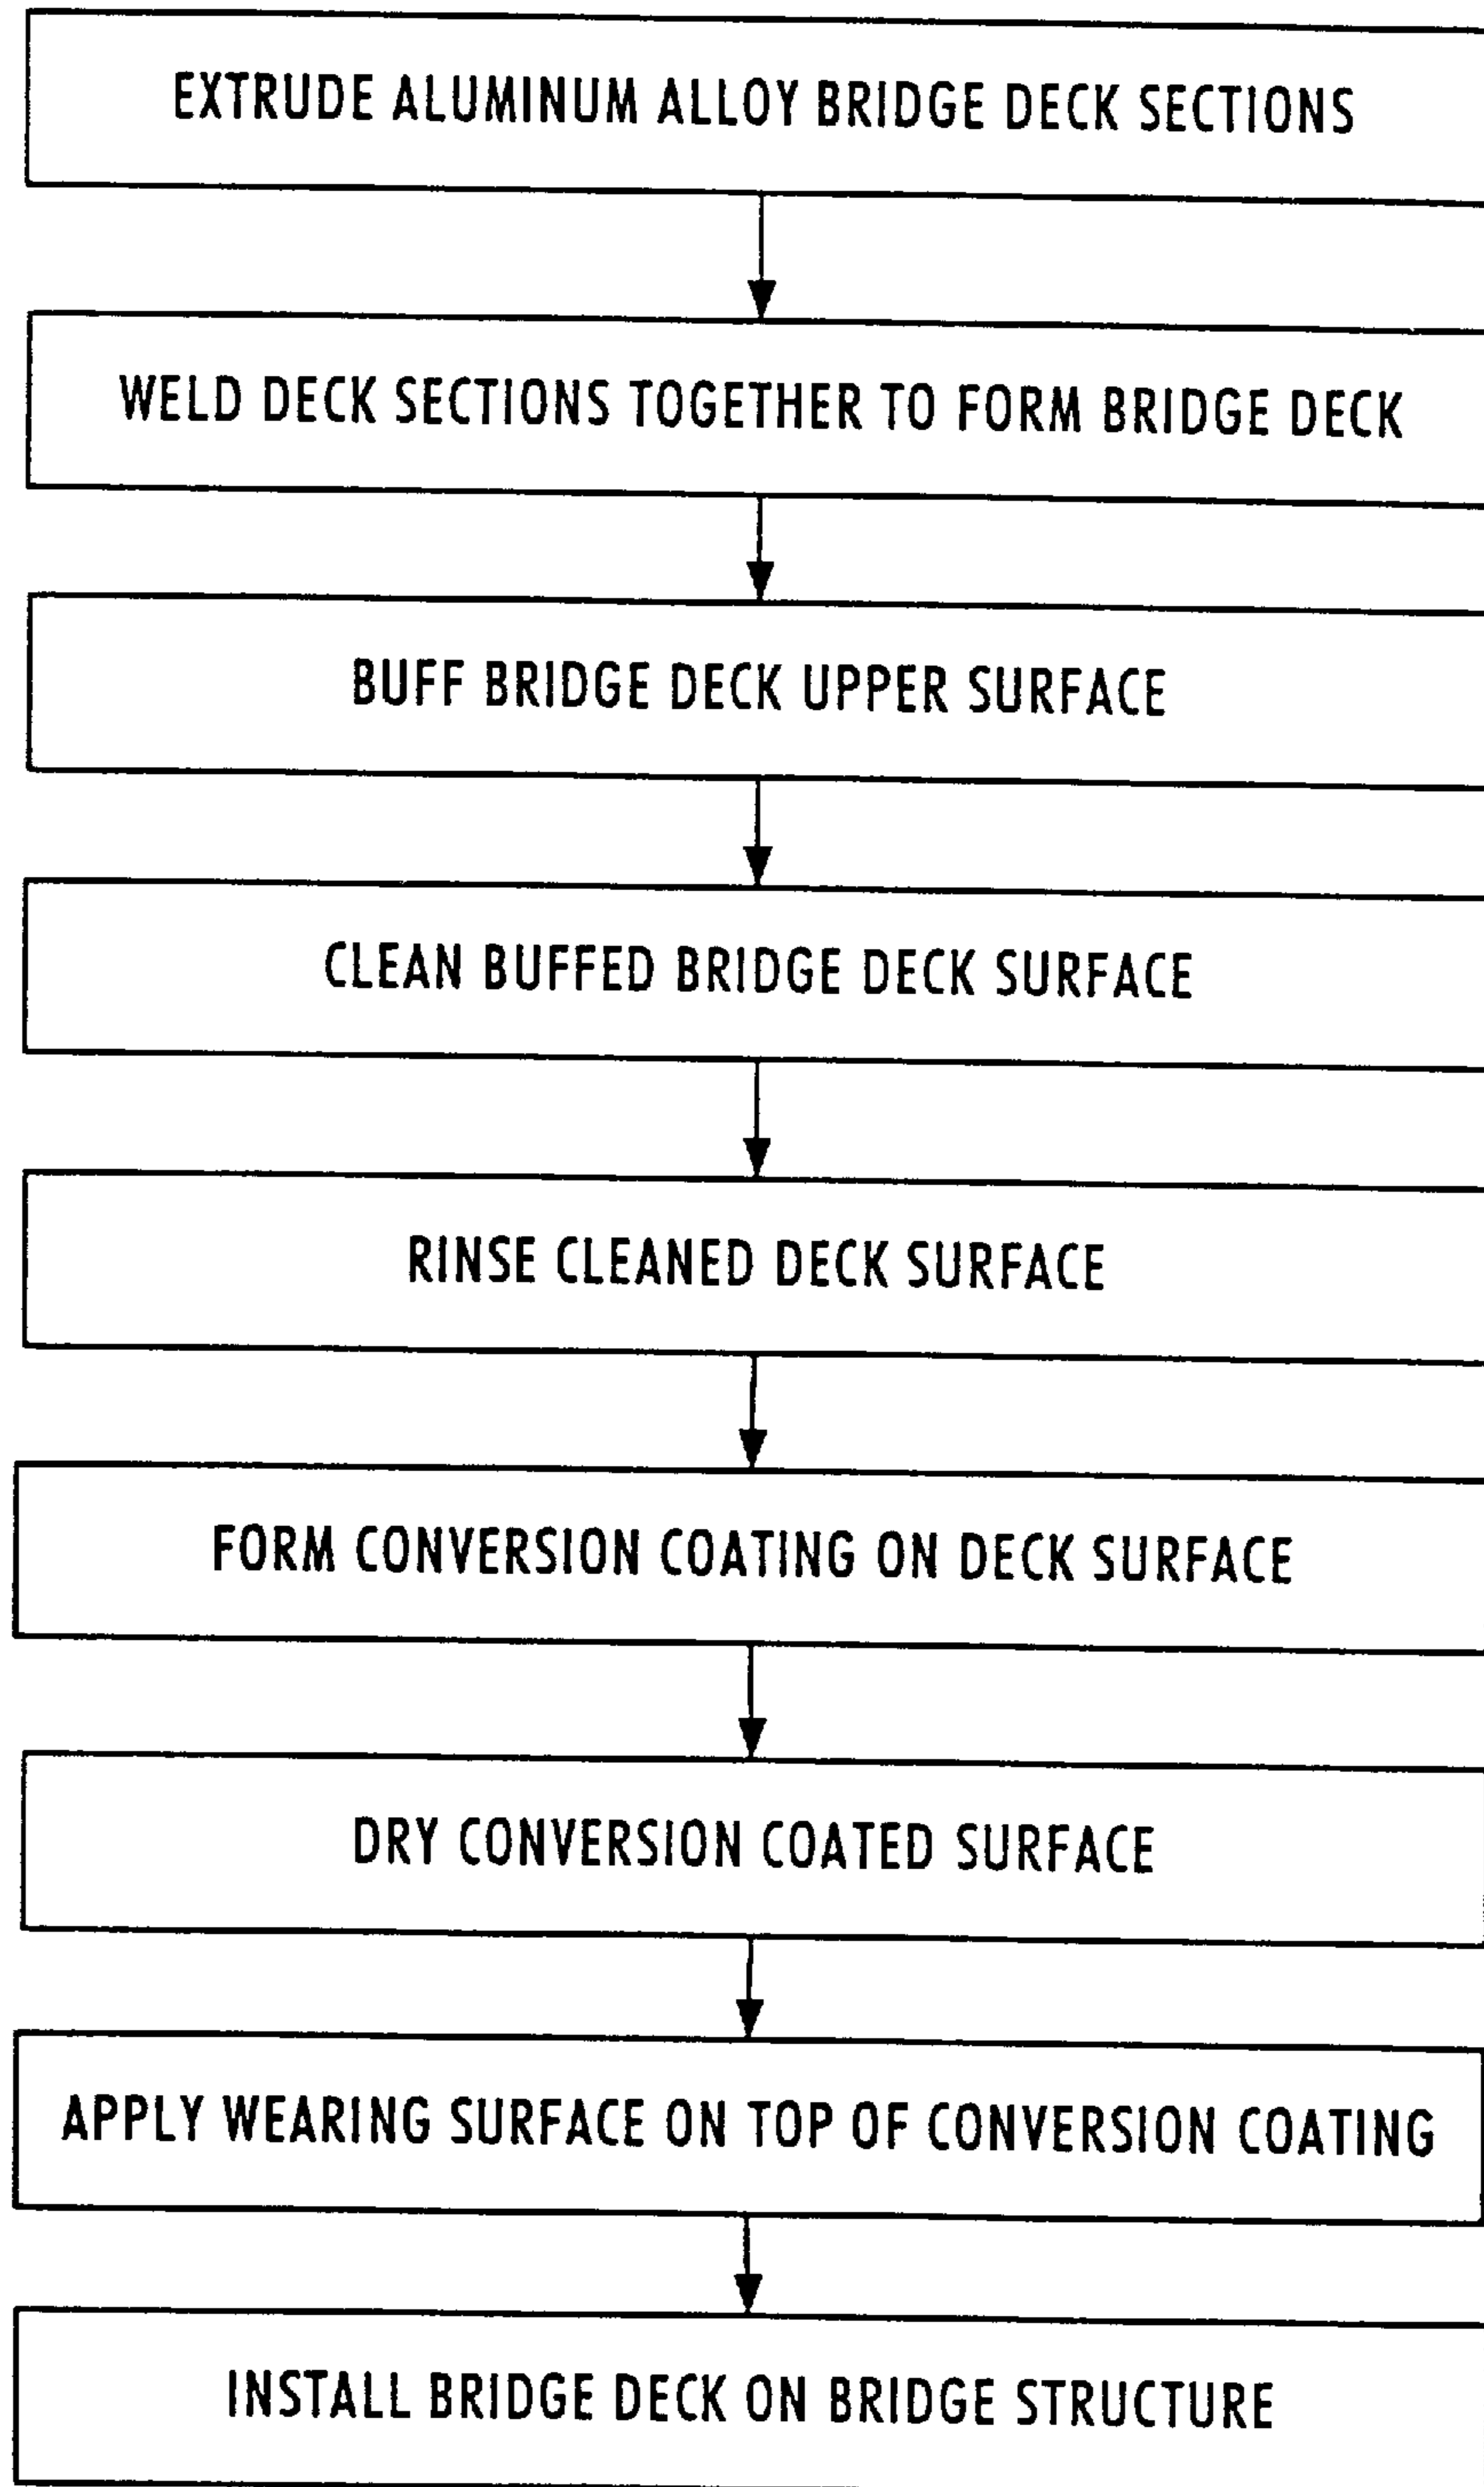 EXTRUDE ALUMINUM ALLOY BRIDGE DECK SECTIONS
WELD DECK SECTIONS TOGETHER TO FORM BRIDGE DECK
BUFF BRIDGE DECK UPPER SURFACE
CLEAN BUFFED BRIDGE DECK SURFACE
RINSE CLEANED DECK SURFACE
FORM CONVERSION COATING ON DECK SURFACE
DRY CONVERSION COATED SURFACE
APPLY WEARING SURFACE ON TOP OF CONVERSION COATING
INSTALL BRIDGE DECK ON BRIDGE STRUCTURE